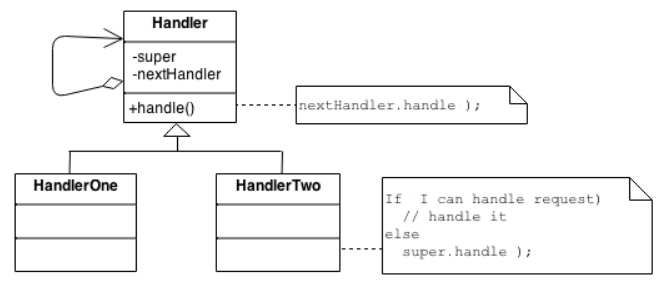 Handler
-super
-nextHandler
+handle()
nextHandler.handle );
HandlerOne
HandlerTwo
If I can handle request)
// handle it
else
super.handle );